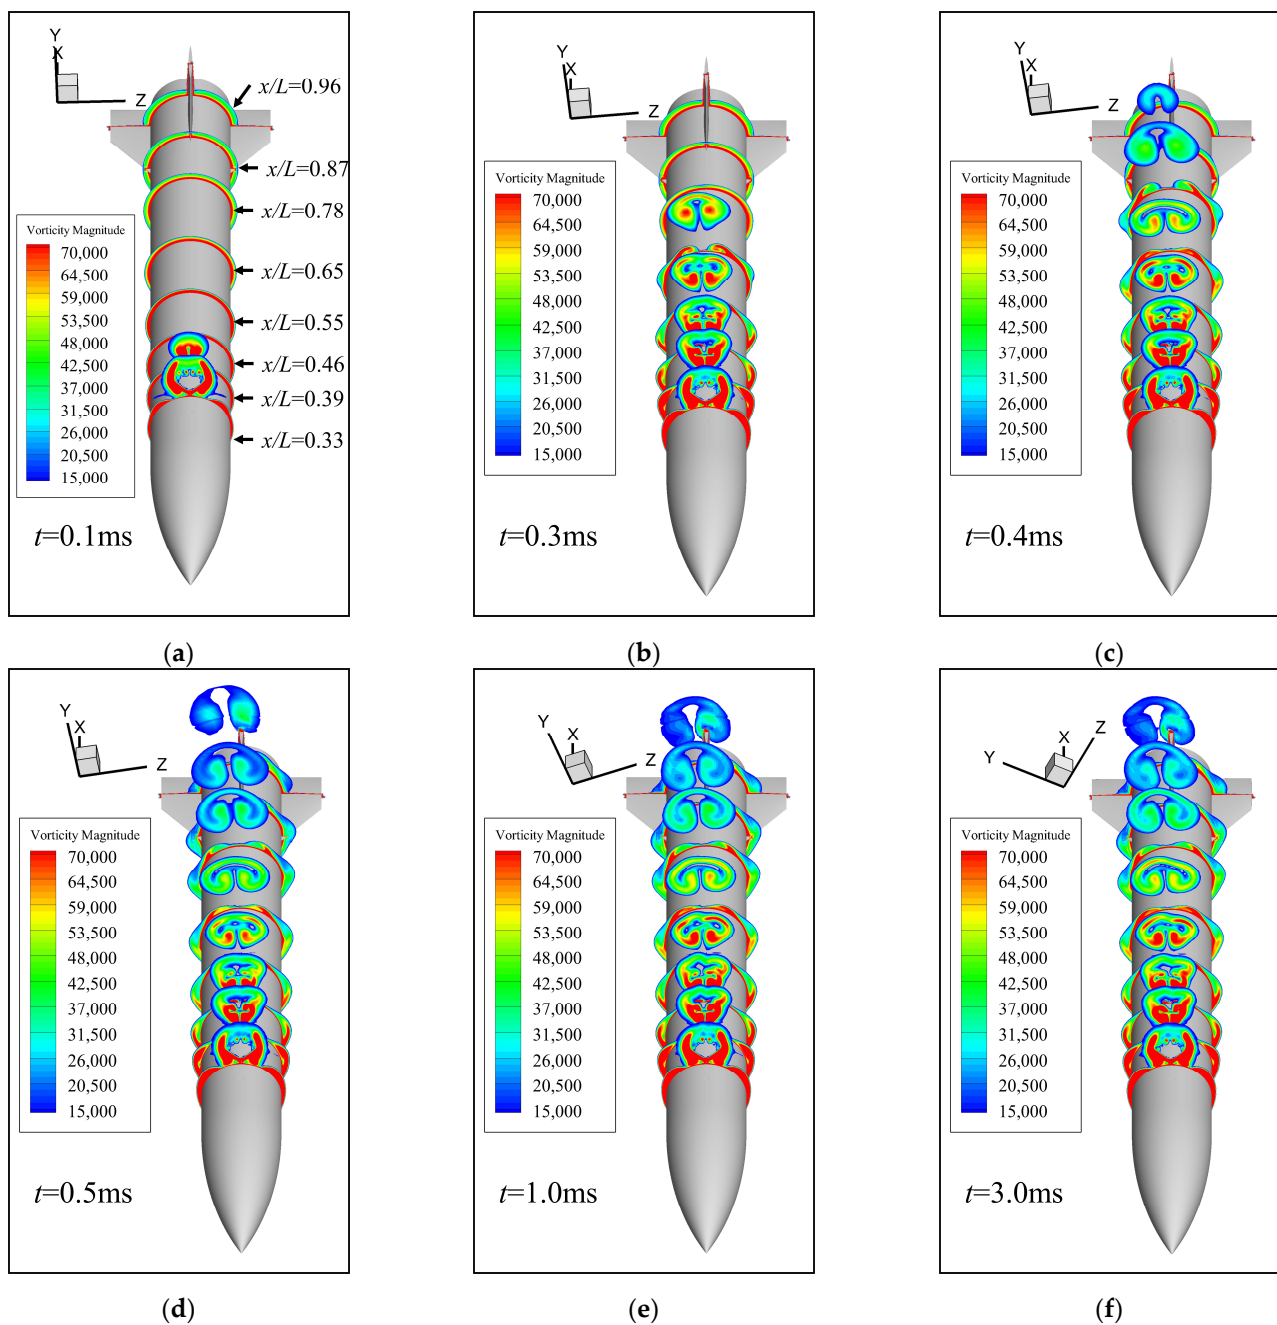 Y
X
Z
x/L=0.96
x/L=0.87
x/L=0.78
x/L=0.65
x/L=0.55
x/L=0.46
x/L=0.39
x/L=0.33
Vorticity Magnitude
70,000
64,500
59,000
53,500
48,000
42,500
37,000
31,500
26,000
20,500
15,000
t=0.1ms
(a)
Y
X
Z
Vorticity Magnitude
70,000
64,500
59,000
53,500
48,000
42,500
37,000
31,500
26,000
20,500
15,000
t=0.3ms
(b)
Y
X
Z
Vorticity Magnitude
70,000
64,500
59,000
53,500
48,000
42,500
37,000
31,500
26,000
20,500
15,000
t=0.4ms
(c)
Y
X
Z
Vorticity Magnitude
70,000
64,500
59,000
53,500
48,000
42,500
37,000
31,500
26,000
20,500
15,000
t=0.5ms
(d)
Y
X
Z
Vorticity Magnitude
70,000
64,500
59,000
53,500
48,000
42,500
37,000
31,500
26,000
20,500
15,000
t=1.0ms
(e)
Z
X
Y
Vorticity Magnitude
70,000
64,500
59,000
53,500
48,000
42,500
37,000
31,500
26,000
20,500
15,000
t=3.0ms
(f)